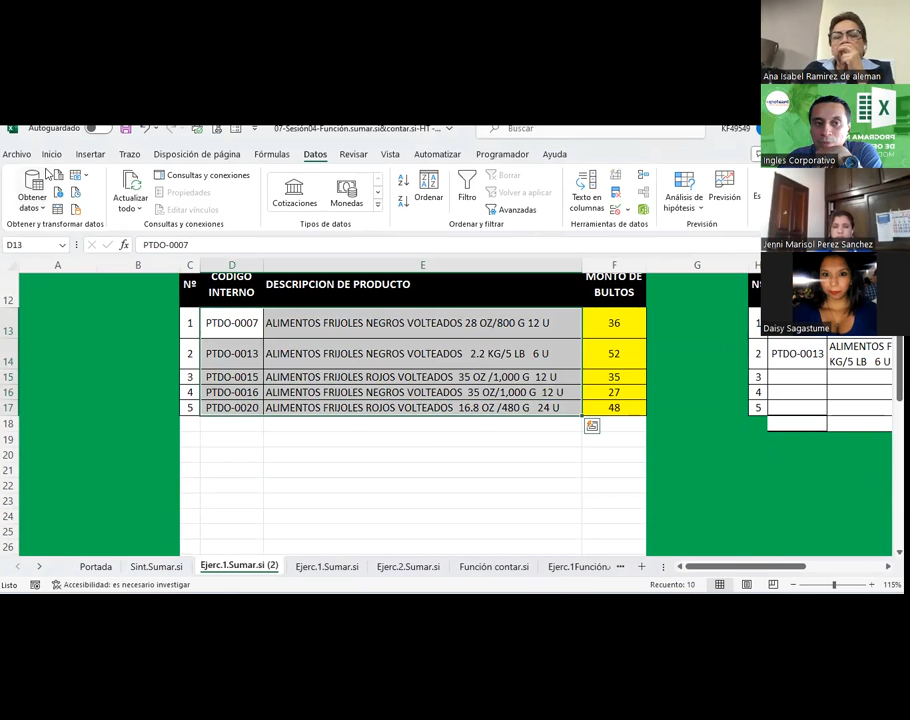 Ana Isabel Ramirez de aleman
Ingles Corporativo
Jenni Marisol Perez Sanchez
Daisy Sagastume
Autoguardado
07-Sesión04-Función.sumar.si&contar.si-HT -...
Buscar
KF49549
Archivo Inicio Insertar Trazo Disposición de página Fórmulas Datos Revisar Vista Automatizar Programador Ayuda
Obtener datos
Obtener y transformar datos
Actualizar todo
Consultas y conexiones
Propiedades
Editar vínculos
Consultas y conexiones
Cotizaciones
Monedas
Tipos de datos
Ordenar
Filtro
Borrar
Volver a aplicar
Avanzadas
Ordenar y filtrar
Texto en columnas
Herramientas de datos
Análisis de hipótesis
Previsión
Previsión
Es
D13
fx
PTDO-0007
A B C D E F G H
12 Nº CODIGO INTERNO DESCRIPCION DE PRODUCTO MONTO DE BULTOS
13 1 PTDO-0007 ALIMENTOS FRIJOLES NEGROS VOLTEADOS 28 OZ/800 G 12 U 36 1
14 2 PTDO-0013 ALIMENTOS FRIJOLES NEGROS VOLTEADOS 2.2 KG/5 LB 6 U 52 2 PTDO-0013 ALIMENTOS F KG/5 LB 6 U
15 3 PTDO-0015 ALIMENTOS FRIJOLES ROJOS VOLTEADOS 35 OZ /1,000 G 12 U 35 3
16 4 PTDO-0016 ALIMENTOS FRIJOLES NEGROS VOLTEADOS 35 OZ/1,000 G 12 U 27 4
17 5 PTDO-0020 ALIMENTOS FRIJOLES ROJOS VOLTEADOS 16.8 OZ /480 G 24 U 48 5
18
19
20
21
22
23
24
25
26
Portada Sint.Sumar.si Ejerc.1.Sumar.si (2) Ejerc.1.Sumar.si Ejerc.2.Sumar.si Función contar.si Ejerc.1Función. ...
Listo
Accesibilidad: es necesario investigar
Recuento: 10
115%